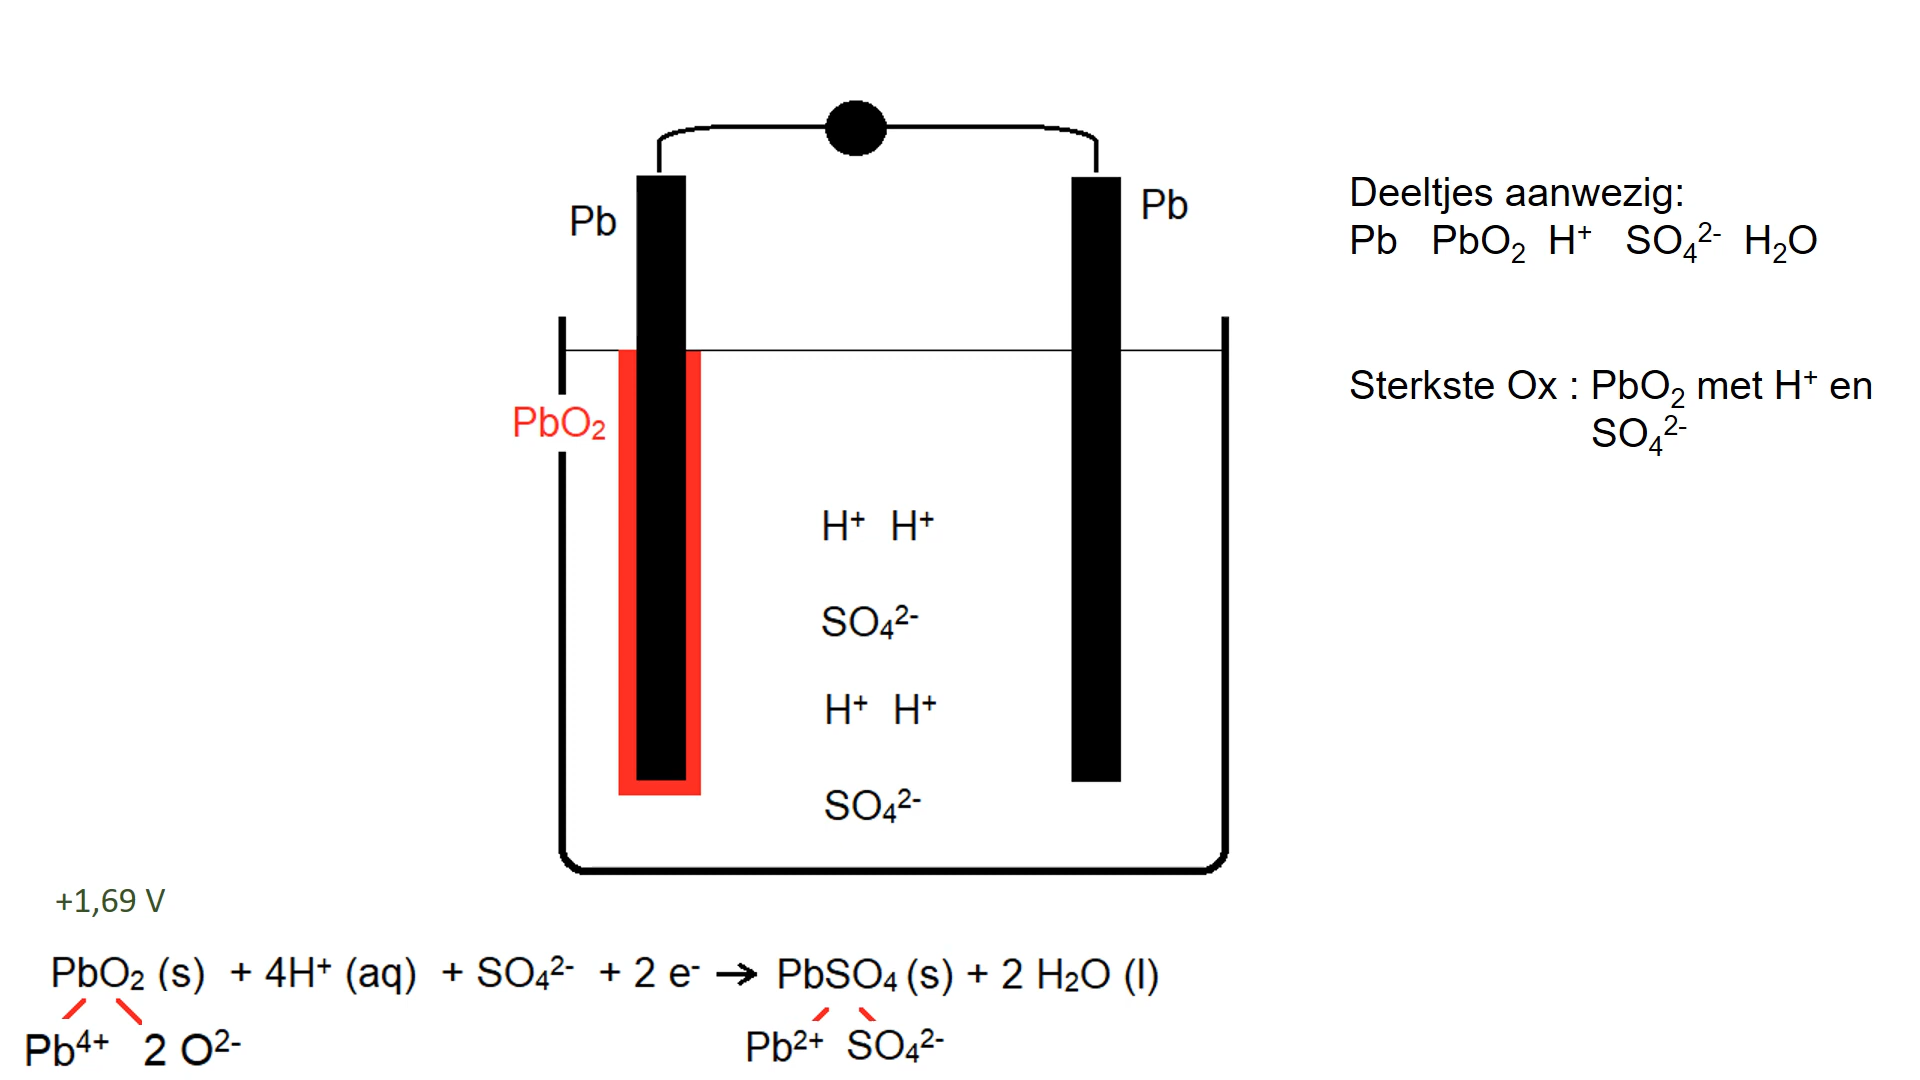 Pb
Pb
Deeltjes aanwezig:
Pb PbO₂ H⁺ SO₄²⁻ H₂O
Sterkste Ox : PbO₂ met H⁺ en
SO₄²⁻
PbO₂
H⁺ H⁺
SO₄²⁻
H⁺ H⁺
SO₄²⁻
+1,69 V
PbO₂ (s) + 4H⁺ (aq) + SO₄²⁻ + 2 e⁻ → PbSO₄ (s) + 2 H₂O (l)
Pb⁴⁺ 2 O²⁻
Pb²⁺ SO₄²⁻